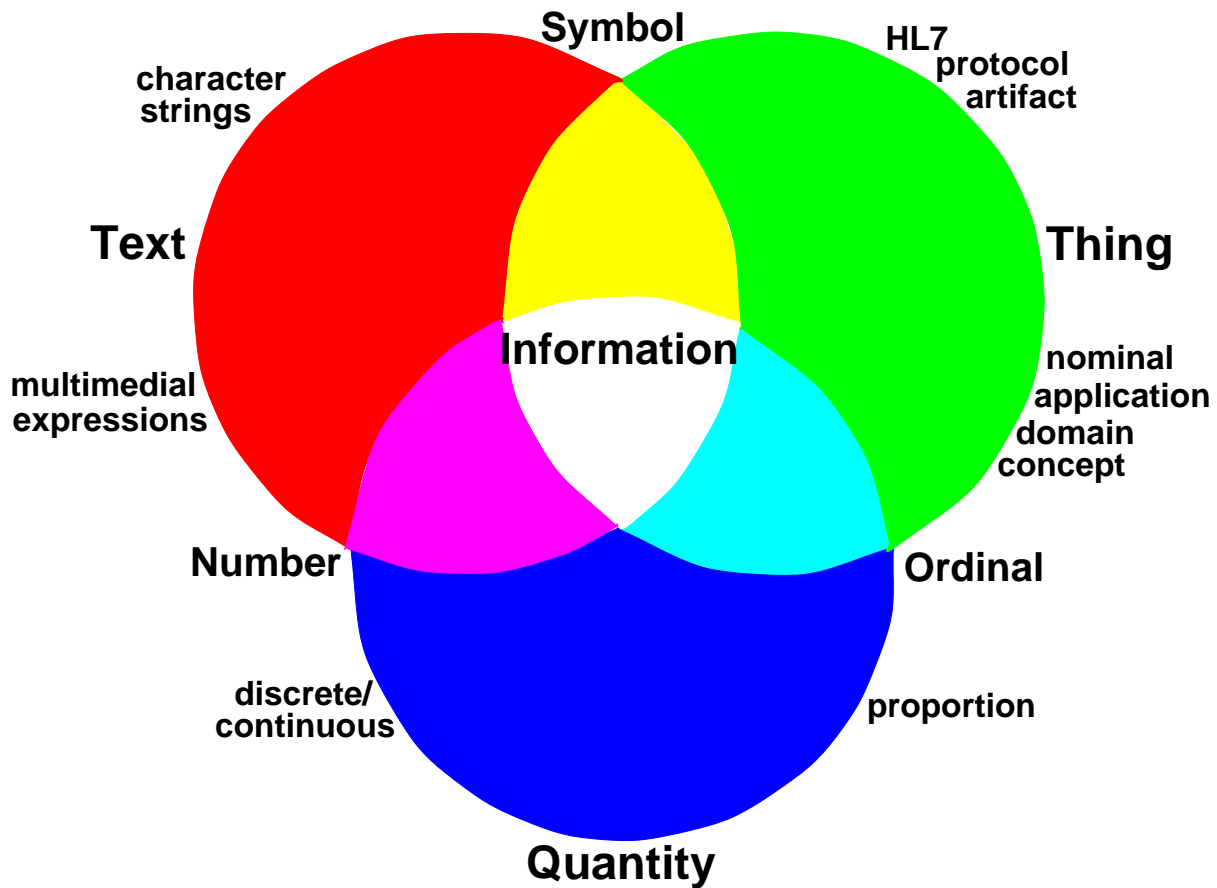 Symbol
HL7
protocol
artifact
character
strings
Text
Thing
Information
nominal
application
domain
concept
multimedial
expressions
Number
Ordinal
discrete/
continuous
proportion
Quantity